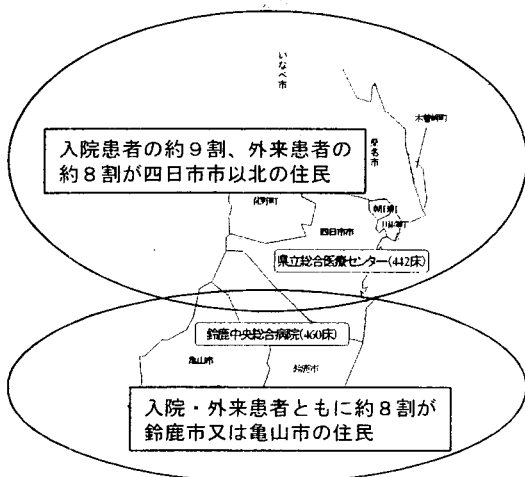 いなべ市
木曽岬町
桑名市
入院患者の約9割、外来患者の
約8割が四日市市以北の住民
菰野町
朝日町
川越町
四日市市
県立総合医療センター(442床)
鈴鹿中央総合病院(460床)
亀山市
鈴鹿市
入院・外来患者ともに約8割が
鈴鹿市又は亀山市の住民